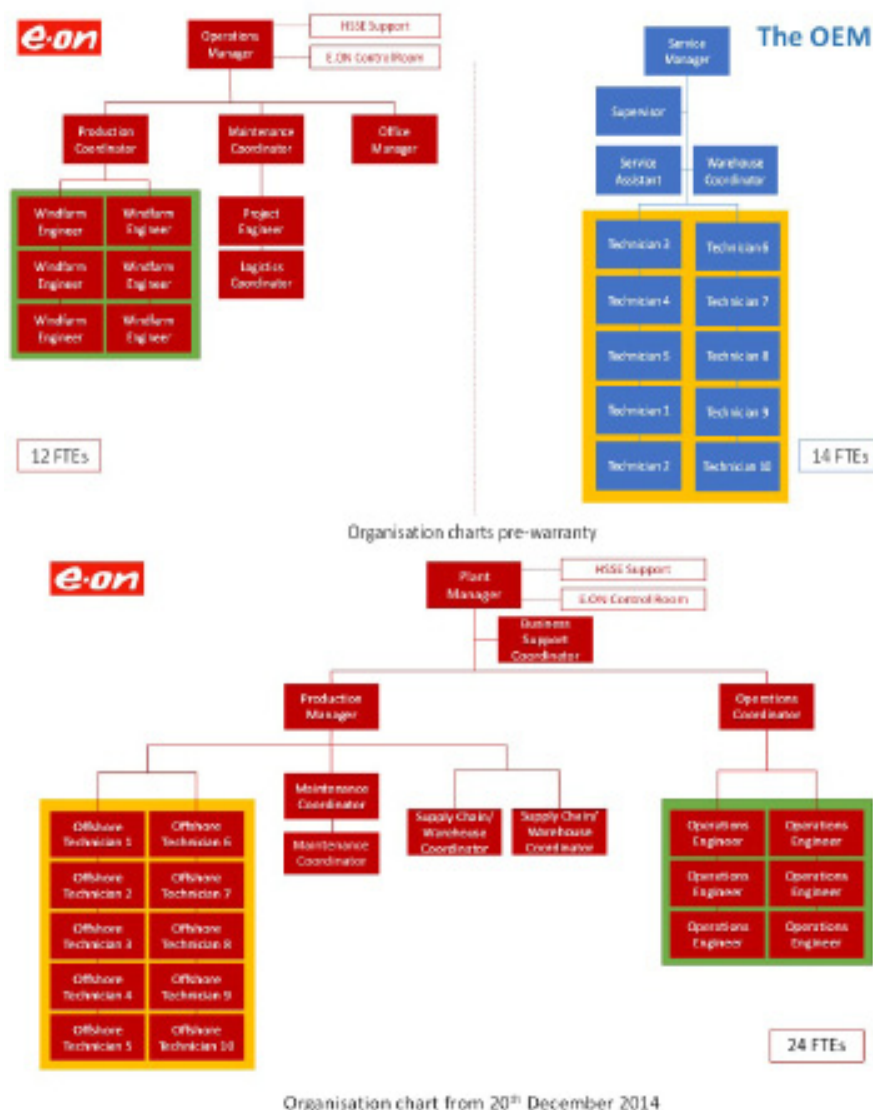 e·on
Operations
Manager
HSSE Support
E.ON Control Room
Production
Coordinator
Maintenance
Coordinator
Office
Manager
Windfarm
Engineer
Windfarm
Engineer
Windfarm
Engineer
Windfarm
Engineer
Windfarm
Engineer
Windfarm
Engineer
Project
Engineer
Logistics
Coordinator
12 FTEs
The OEM
Service
Manager
Supervisor
Service
Assistant
Warehouse
Coordinator
Technician 3
Technician 6
Technician 4
Technician 7
Technician 5
Technician 8
Technician 1
Technician 9
Technician 2
Technician 10
14 FTEs
Organisation charts pre-warranty
e·on
Plant
Manager
HSSE Support
E.ON Control Room
Business
Support
Coordinator
Production
Manager
Operations
Coordinator
Offshore
Technician 1
Offshore
Technician 6
Offshore
Technician 2
Offshore
Technician 7
Offshore
Technician 3
Offshore
Technician 8
Offshore
Technician 4
Offshore
Technician 9
Offshore
Technician 5
Offshore
Technician 10
Maintenance
Coordinator
Maintenance
Coordinator
Supply Chain/
Warehouse
Coordinator
Supply Chain/
Warehouse
Coordinator
Operations
Engineer
Operations
Engineer
Operations
Engineer
Operations
Engineer
Operations
Engineer
Operations
Engineer
24 FTEs
Organisation chart from 20th December 2014